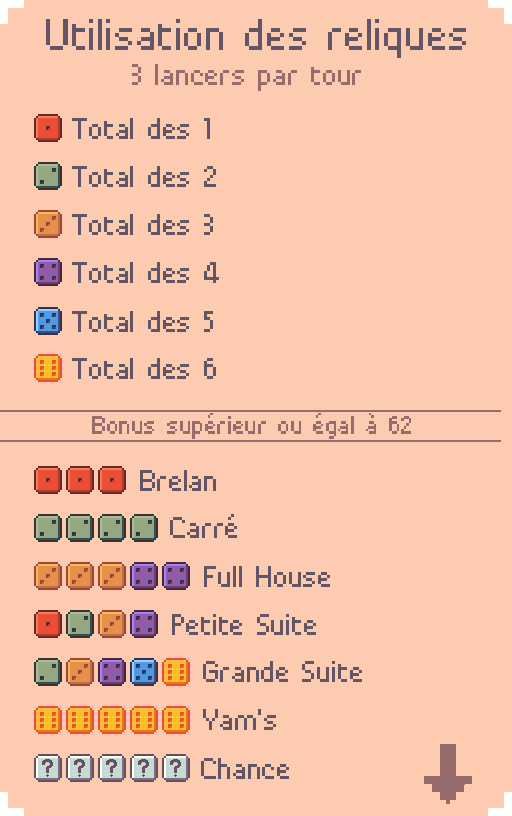 Utilisation des reliques
3 lancers par tour
Total des 1
Total des 2
Total des 3
Total des 4
Total des 5
Total des 6
Bonus supérieur ou égal à 62
Brelan
Carré
Full House
Petite Suite
Grande Suite
Yam's
? ? ? ? ? Chance